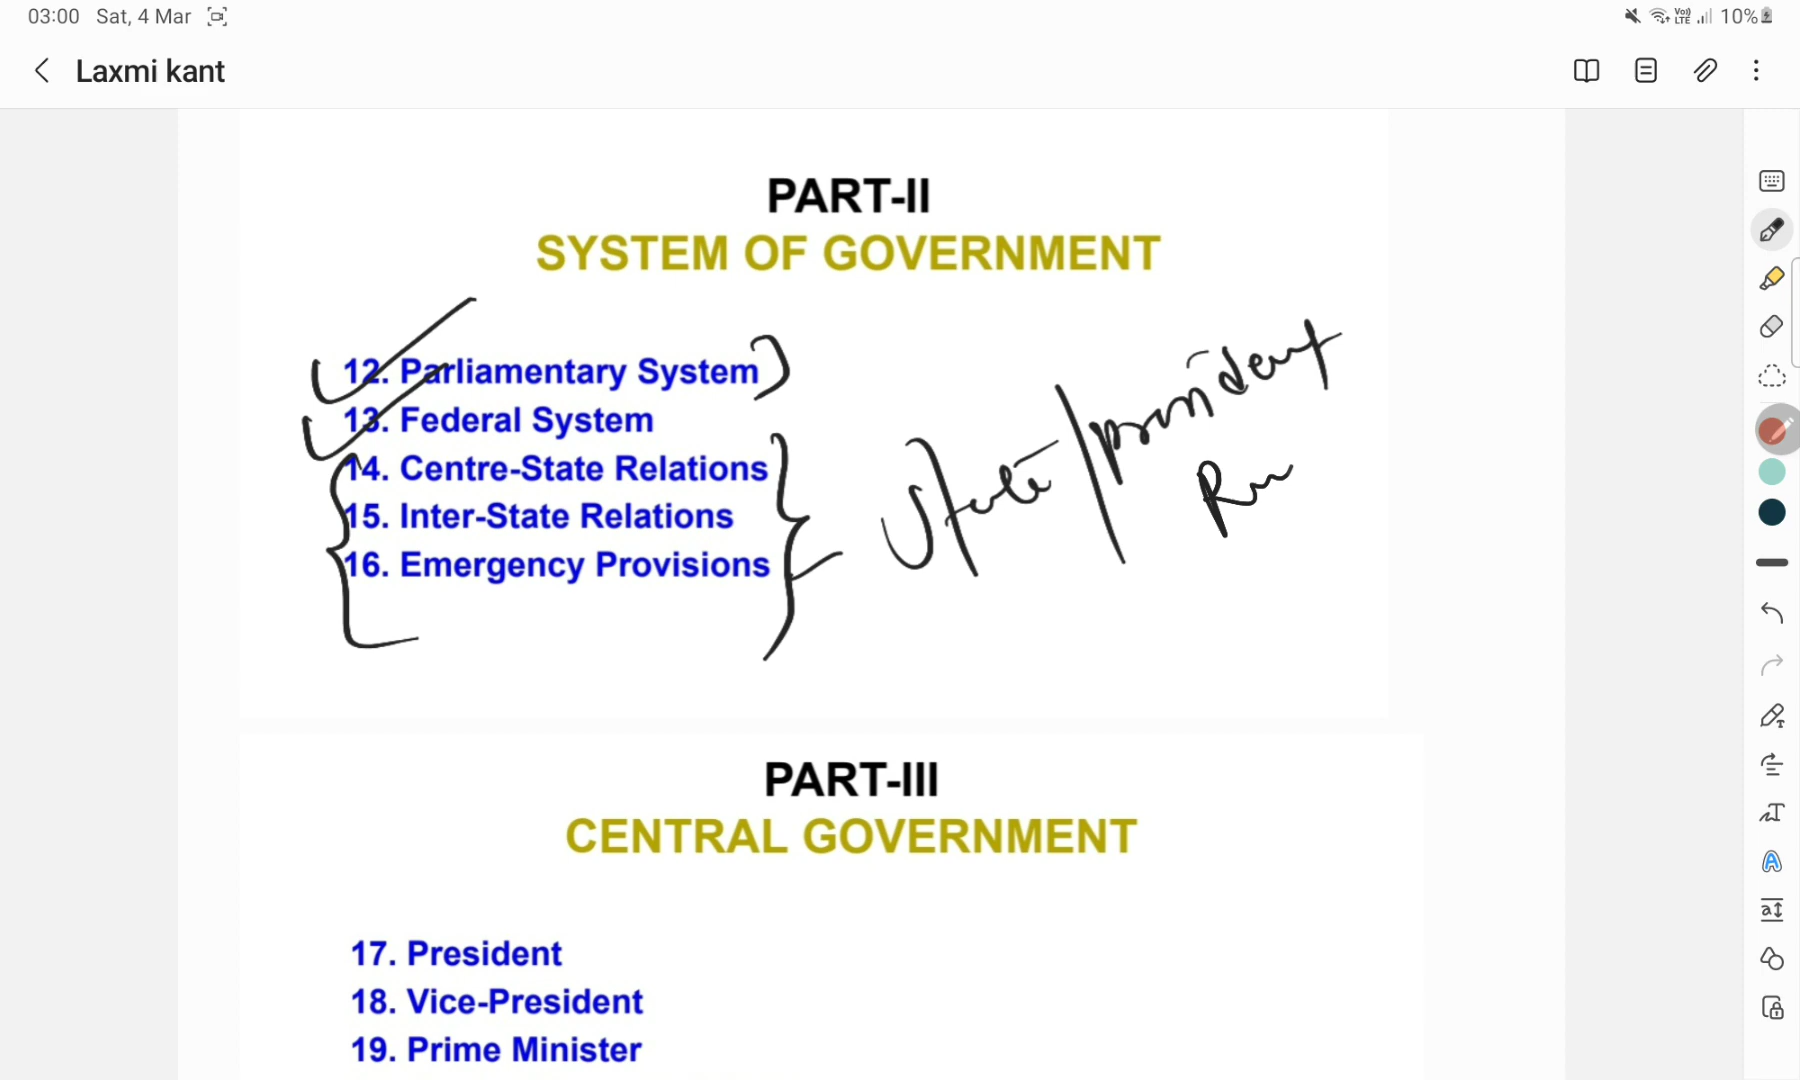 03:00 Sat, 4 Mar
10%
Laxmi kant
PART-II
SYSTEM OF GOVERNMENT
12. Parliamentary System
13. Federal System
14. Centre-State Relations
15. Inter-State Relations
16. Emergency Provisions
State/president
PART-III
CENTRAL GOVERNMENT
17. President
18. Vice-President
19. Prime Minister